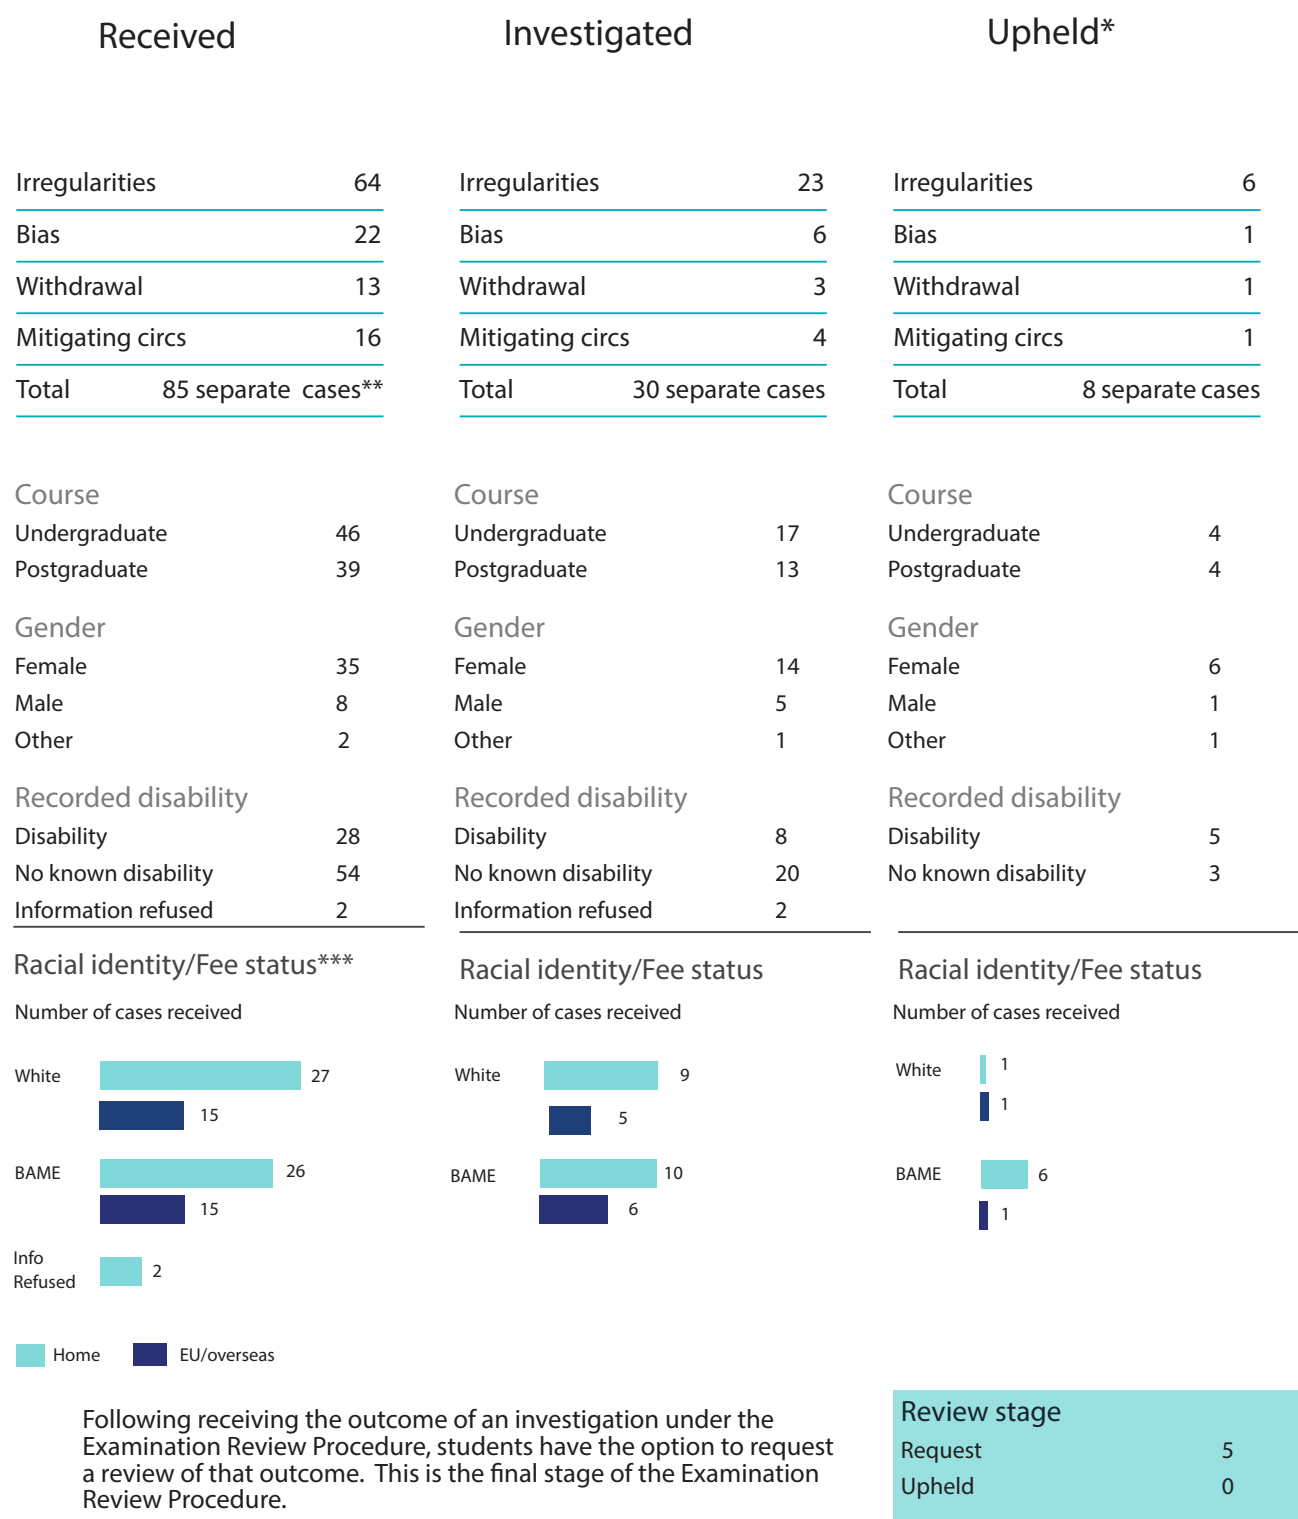 Received
Irregularities 64
Bias 22
Withdrawal 13
Mitigating circs 16
Total 85 separate cases**
Course
Undergraduate 46
Postgraduate 39
Gender
Female 35
Male 8
Other 2
Recorded disability
Disability 28
No known disability 54
Information refused 2
Racial identity/Fee status***
Number of cases received
White 27
15
BAME 26
15
Info
Refused 2
Home EU/overseas
Investigated
Irregularities 23
Bias 6
Withdrawal 3
Mitigating circs 4
Total 30 separate cases
Course
Undergraduate 17
Postgraduate 13
Gender
Female 14
Male 5
Other 1
Recorded disability
Disability 8
No known disability 20
Information refused 2
Racial identity/Fee status
Number of cases received
White 9
5
BAME 10
6
Upheld*
Irregularities 6
Bias 1
Withdrawal 1
Mitigating circs 1
Total 8 separate cases
Course
Undergraduate 4
Postgraduate 4
Gender
Female 6
Male 1
Other 1
Recorded disability
Disability 5
No known disability 3
Racial identity/Fee status
Number of cases received
White 1
1
BAME 6
1
Following receiving the outcome of an investigation under the
Examination Review Procedure, students have the option to request
a review of that outcome. This is the final stage of the Examination
Review Procedure.
Review stage
Request 5
Upheld 0